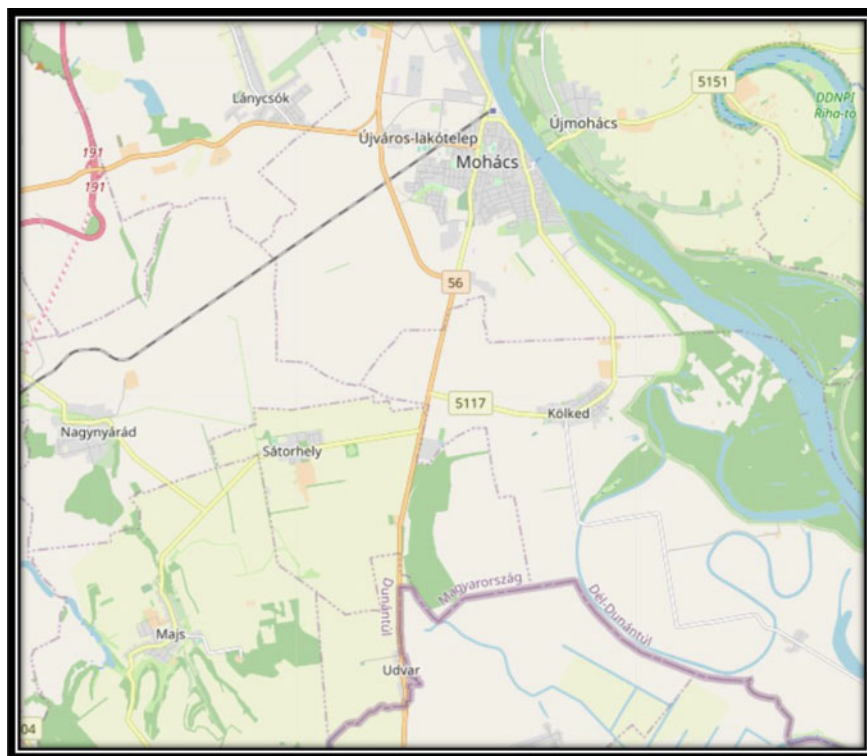 5151
DDNPI
Riha-tó
Lánycsók
Újmohács
Újváros-lakótelep
Mohács
191
191
56
5117
Kölked
Nagynyárád
Sátorhely
Magyarország
Dunántúl
Dél-Dunántúl
Majs
Udvar
04